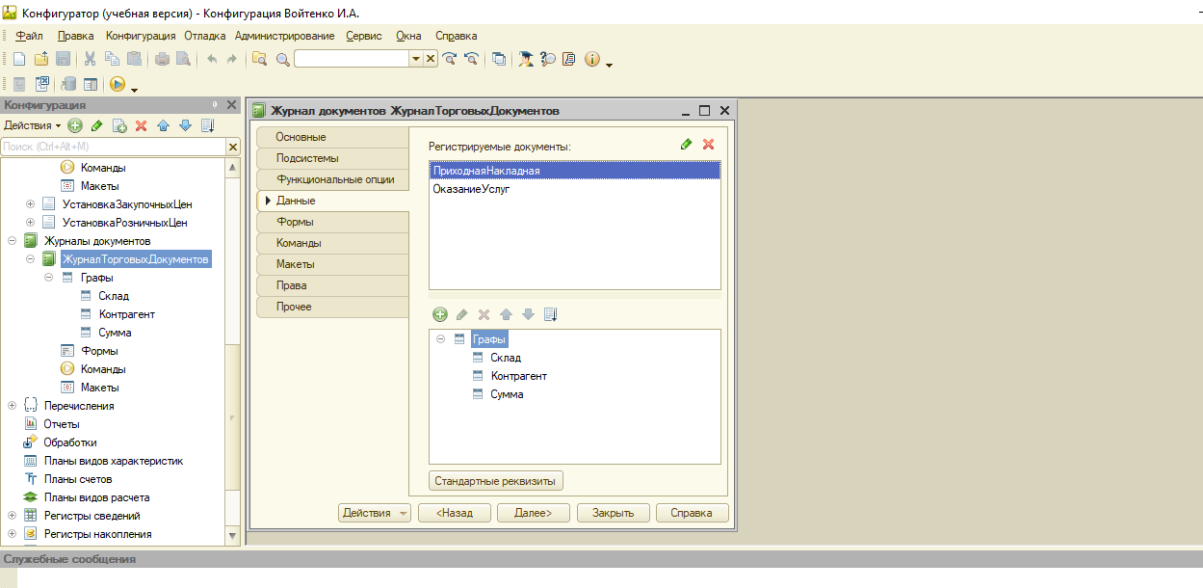 Конфигуратор (учебная версия) - Конфигурация Войтенко И.А.
Файл Правка Конфигурация Отладка Администрирование Сервис Окна Справка
Конфигурация
Действия
Поиск (Ctrl+Alt+M)
Команды
Макеты
УстановкаЗакупочныхЦен
УстановкаРозничныхЦен
Журналы документов
ЖурналТорговыхДокументов
Графы
Склад
Контрагент
Сумма
Формы
Команды
Макеты
Перечисления
Отчеты
Обработки
Планы видов характеристик
Планы счетов
Планы видов расчета
Регистры сведений
Регистры накопления
Журнал документов ЖурналТорговыхДокументов
Основные
Подсистемы
Функциональные опции
Данные
Формы
Команды
Макеты
Права
Прочее
Регистрируемые документы:
ПриходнаяНакладная
ОказаниеУслуг
Графы
Склад
Контрагент
Сумма
Стандартные реквизиты
Действия <Назад Далее> Закрыть Справка
Служебные сообщения